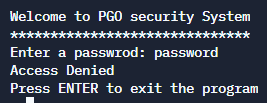 Welcome to PGO security System
******************************
Enter a passwrod: password
Access Denied
Press ENTER to exit the program